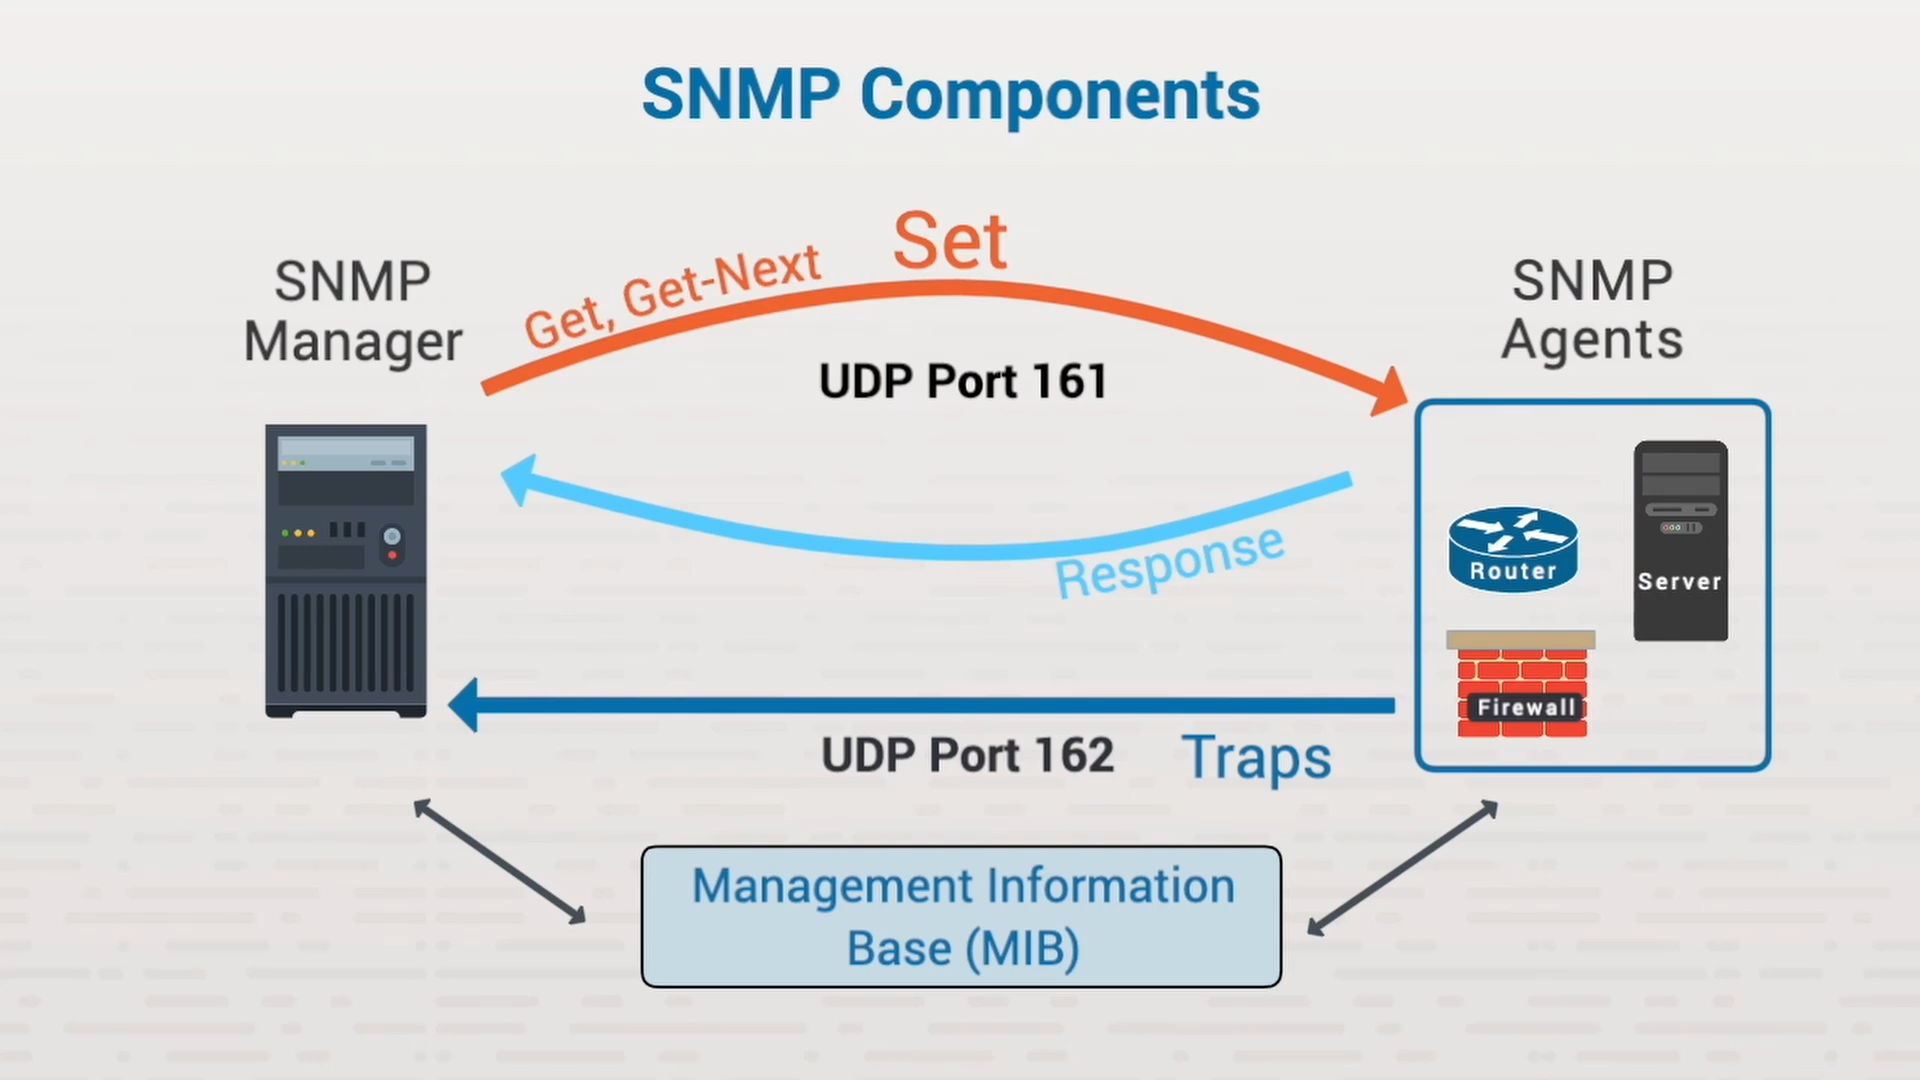 SNMP Components
Set
Get, Get-Next
SNMP
Manager
SNMP
Agents
UDP Port 161
Response
Router
Server
Firewall
UDP Port 162
Traps
Management Information
Base (MIB)